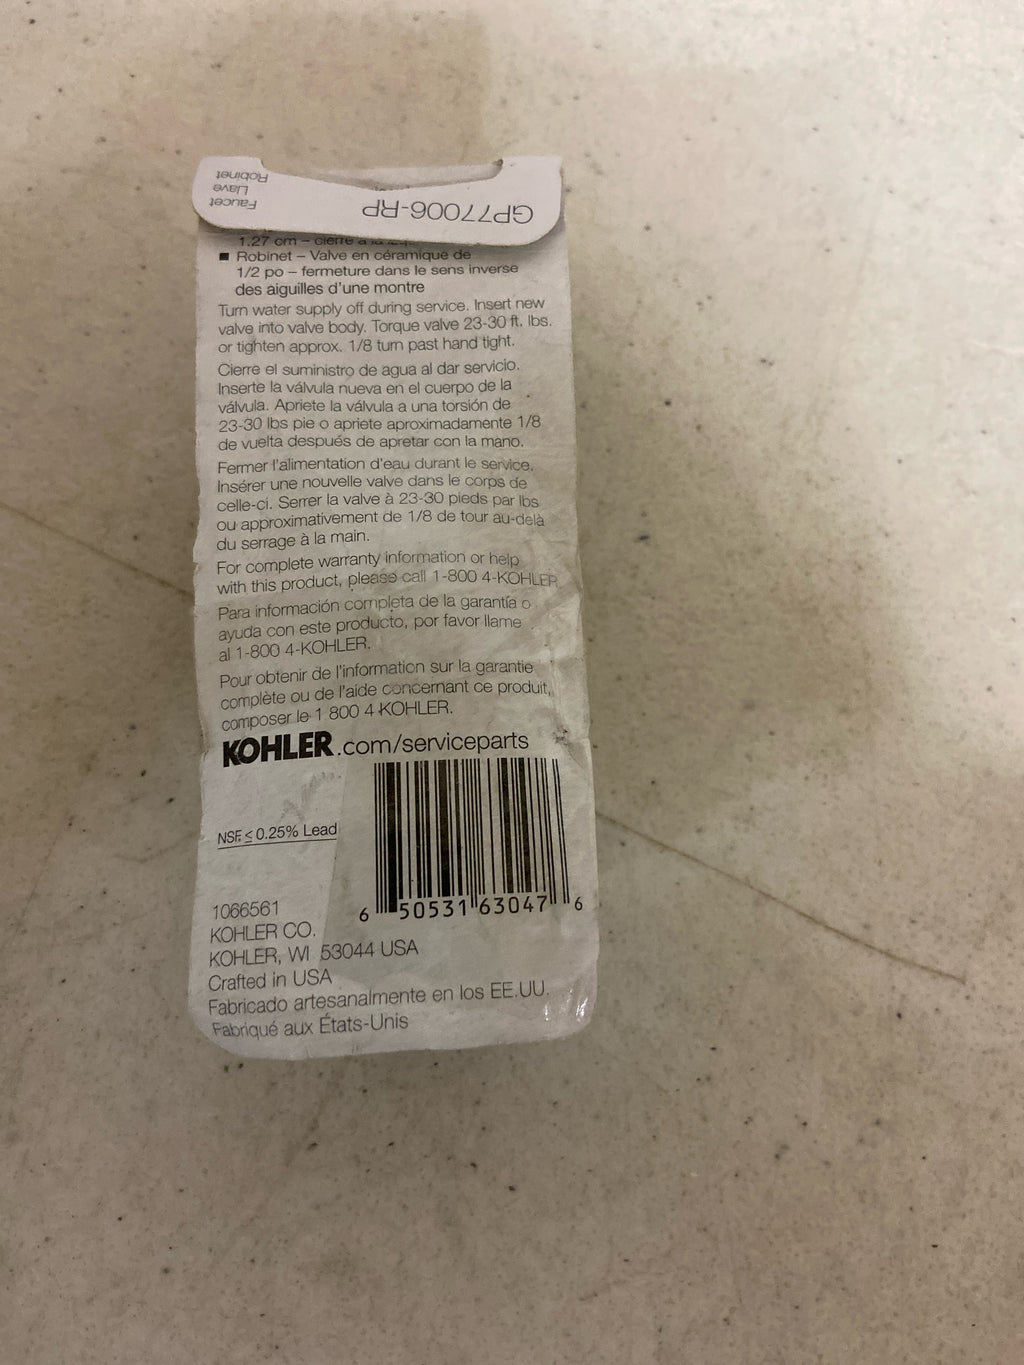 Faucet
Llave
Robinet
GP77006-RP
1.27 cm – cierre a la
■ Robinet – Valve en céramique de
1/2 po – fermeture dans le sens inverse
des aiguilles d'une montre
Turn water supply off during service. Insert new
valve into valve body. Torque valve 23-30 ft. lbs.
or tighten approx. 1/8 turn past hand tight.
Cierre el suministro de agua al dar servicio.
Inserte la válvula nueva en el cuerpo de la
válvula. Apriete la válvula a una torsión de
23-30 lbs pie o apriete aproximadamente 1/8
de vuelta después de apretar con la mano.
Fermer l'alimentation d'eau durant le service.
Insérer une nouvelle valve dans le corps de
celle-ci. Serrer la valve à 23-30 pieds par lbs
ou approximativement de 1/8 de tour au-delà
du serrage à la main.
For complete warranty information or help
with this product, please call 1-800 4-KOHLER.
Para información completa de la garantía o
ayuda con este producto, por favor llame
al 1-800 4-KOHLER.
Pour obtenir de l'information sur la garantie
complète ou de l'aide concernant ce produit,
composer le 1 800 4 KOHLER.
KOHLER.com/serviceparts
NSF. ≤ 0.25% Lead
6 50531 63047 6
1066561
KOHLER CO.
KOHLER, WI 53044 USA
Crafted in USA
Fabricado artesanalmente en los EE.UU.
Fabriqué aux États-Unis